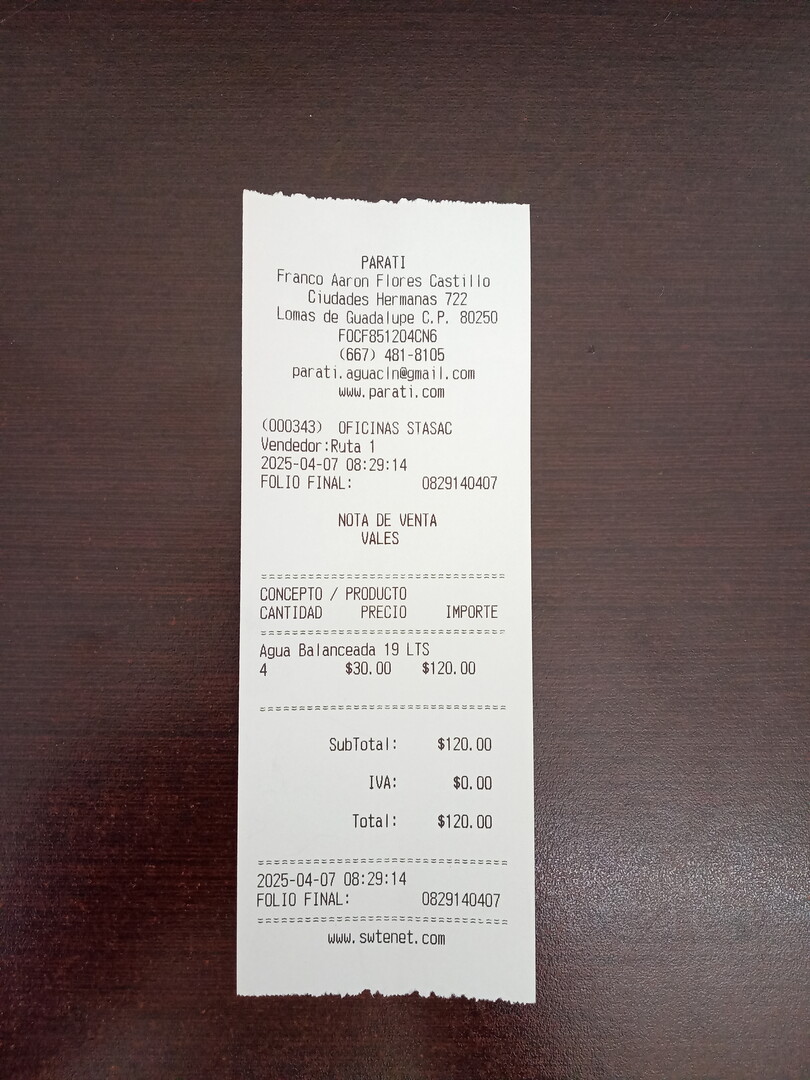 PARATI
Franco Aaron Flores Castillo
Ciudades Hermanas 722
Lomas de Guadalupe C.P. 80250
FOCF851204CN6
(667) 481-8105
parati.aguacln@gmail.com
www.parati.com
(000343) OFICINAS STASAC
Vendedor:Ruta 1
2025-04-07 08:29:14
FOLIO FINAL: 0829140407
NOTA DE VENTA
VALES
================================
CONCEPTO / PRODUCTO
CANTIDAD PRECIO IMPORTE
================================
Agua Balanceada 19 LTS
4 $30.00 $120.00
================================
SubTotal: $120.00
IVA: $0.00
Total: $120.00
================================
2025-04-07 08:29:14
FOLIO FINAL: 0829140407
================================
www.swtenet.com